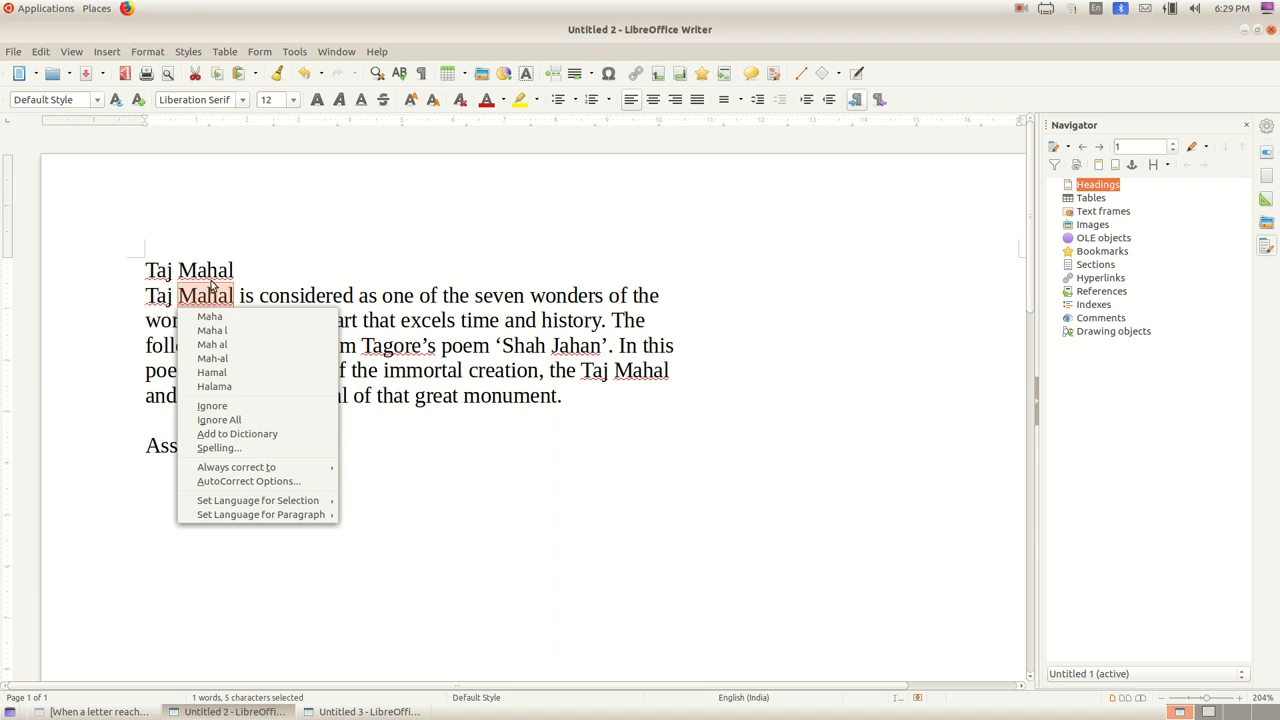 Applications Places En 6:29 PM
Untitled 2 - LibreOffice Writer
File Edit View Insert Format Styles Table Form Tools Window Help
Default Style Liberation Serif 12
Navigator
1
Headings
Tables
Text frames
Images
OLE objects
Bookmarks
Sections
Hyperlinks
References
Indexes
Comments
Drawing objects
Untitled 1 (active)
Taj Mahal
Taj Mahal is considered as one of the seven wonders of the
wor art that excels time and history. The
foll m Tagore’s poem ‘Shah Jahan’. In this
poe f the immortal creation, the Taj Mahal
and al of that great monument.
Ass
Maha
Maha l
Mah al
Mah-al
Hamal
Halama
Ignore
Ignore All
Add to Dictionary
Spelling...
Always correct to
AutoCorrect Options...
Set Language for Selection
Set Language for Paragraph
Page 1 of 1 1 words, 5 characters selected Default Style English (India) 204%
[When a letter reach... Untitled 2 - LibreOffi... Untitled 3 - LibreOffi...